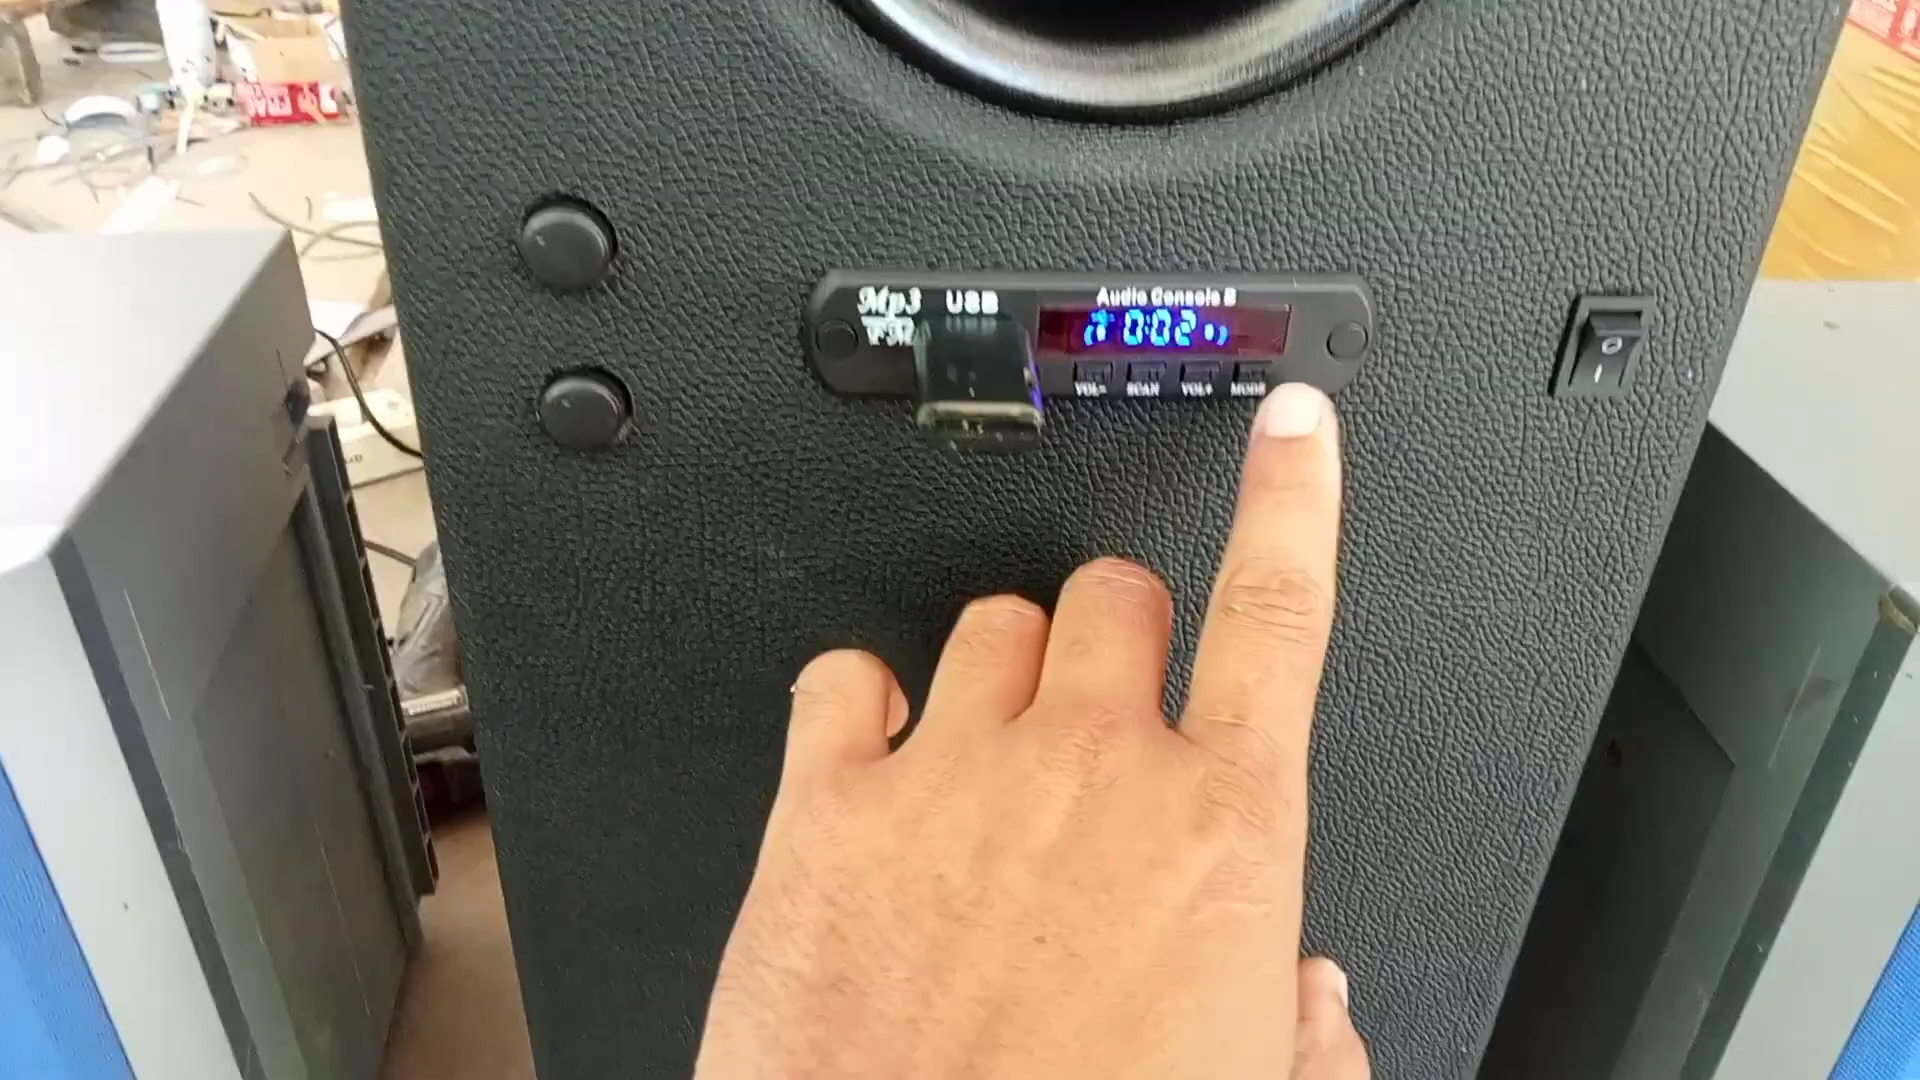 Mp3 USB
FM
Audio Console B
0:02
VOL- SCAN VOL+ MODE